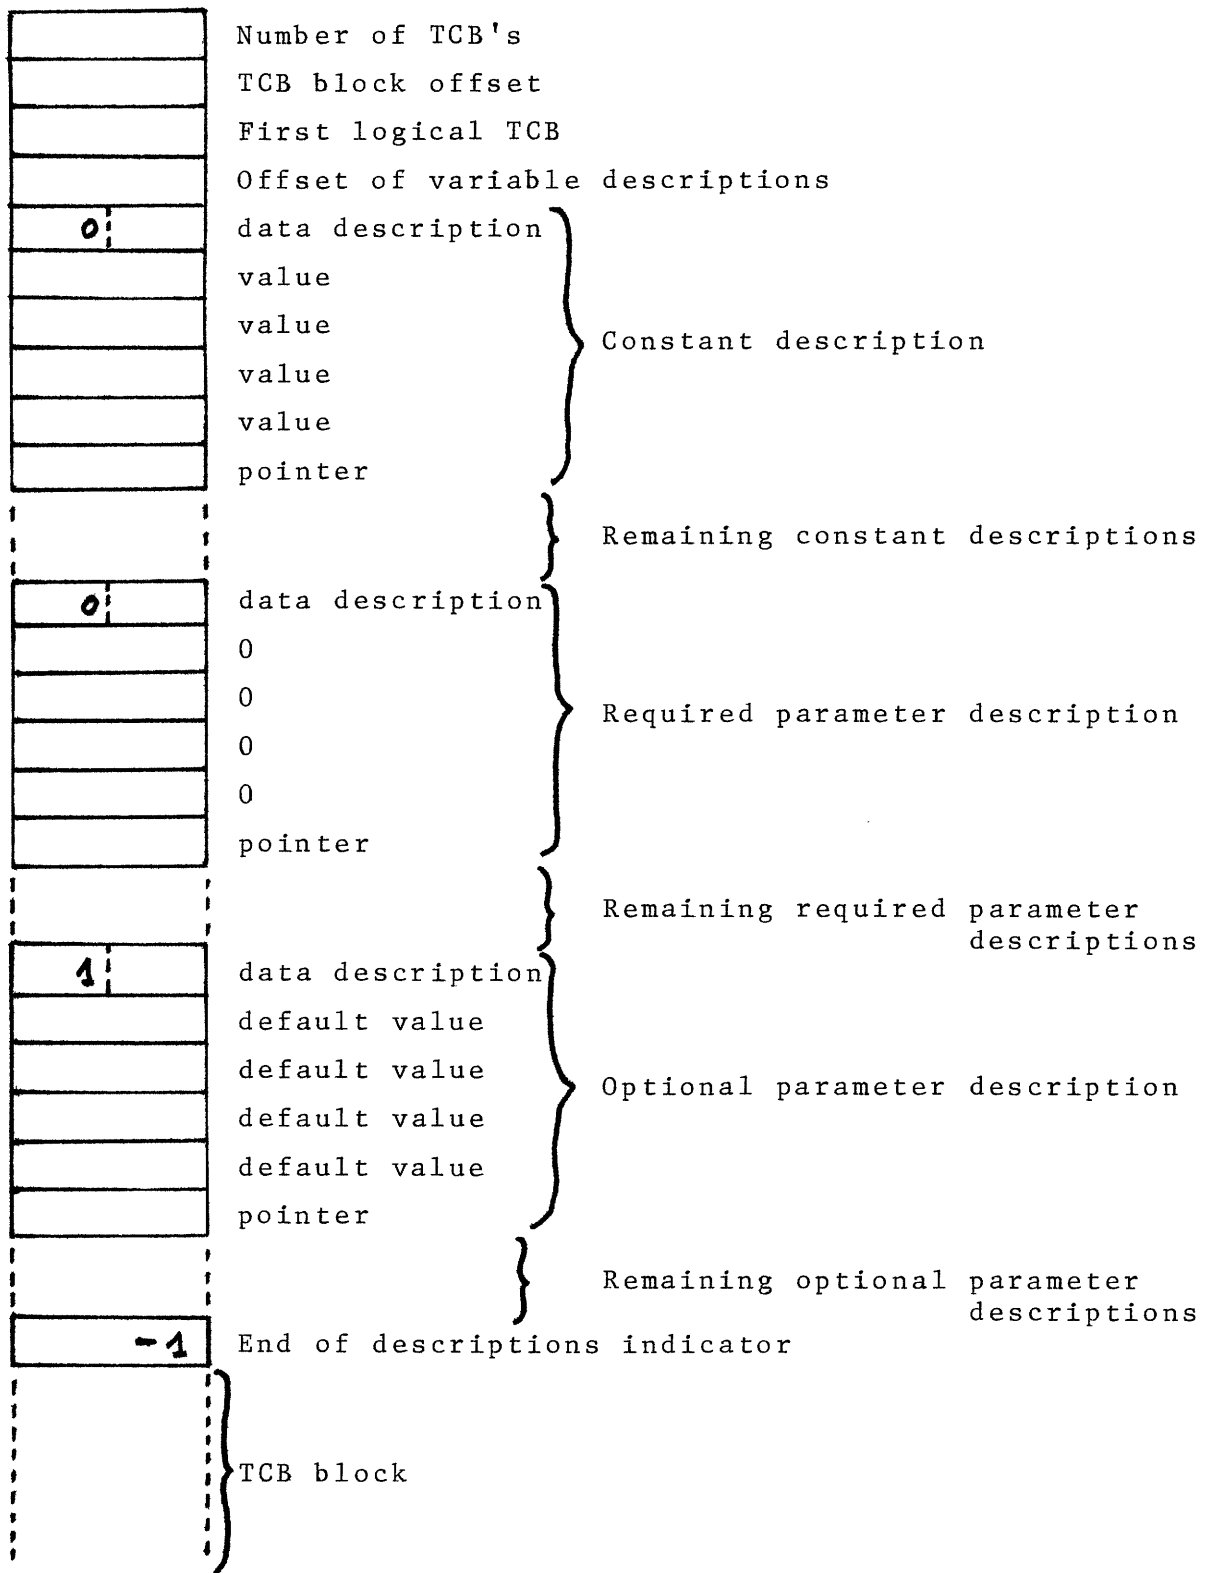 Number of TCB's
TCB block offset
First logical TCB
Offset of variable descriptions
0 data description
value
value
Constant description
value
value
pointer
Remaining constant descriptions
0 data description
0
0
Required parameter description
0
0
pointer
Remaining required parameter
descriptions
1 data description
default value
default value
Optional parameter description
default value
default value
pointer
Remaining optional parameter
descriptions
-1 End of descriptions indicator
TCB block